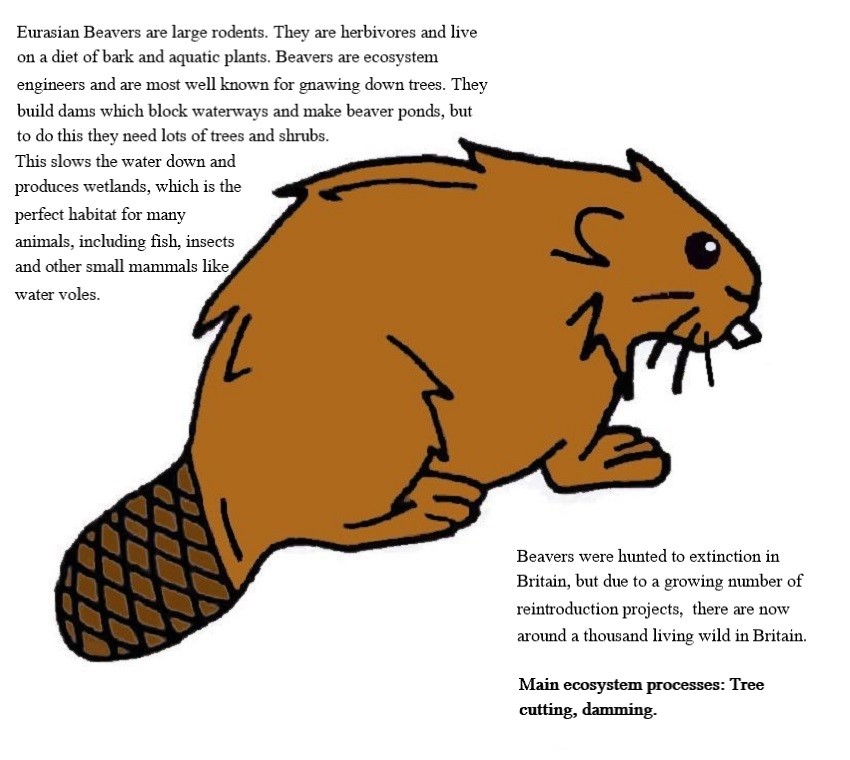 Eurasian Beavers are large rodents. They are herbivores and live
on a diet of bark and aquatic plants. Beavers are ecosystem
engineers and are most well known for gnawing down trees. They
build dams which block waterways and make beaver ponds, but
to do this they need lots of trees and shrubs.
This slows the water down and
produces wetlands, which is the
perfect habitat for many
animals, including fish, insects
and other small mammals like
water voles.
Beavers were hunted to extinction in
Britain, but due to a growing number of
reintroduction projects, there are now
around a thousand living wild in Britain.
Main ecosystem processes: Tree
cutting, damming.